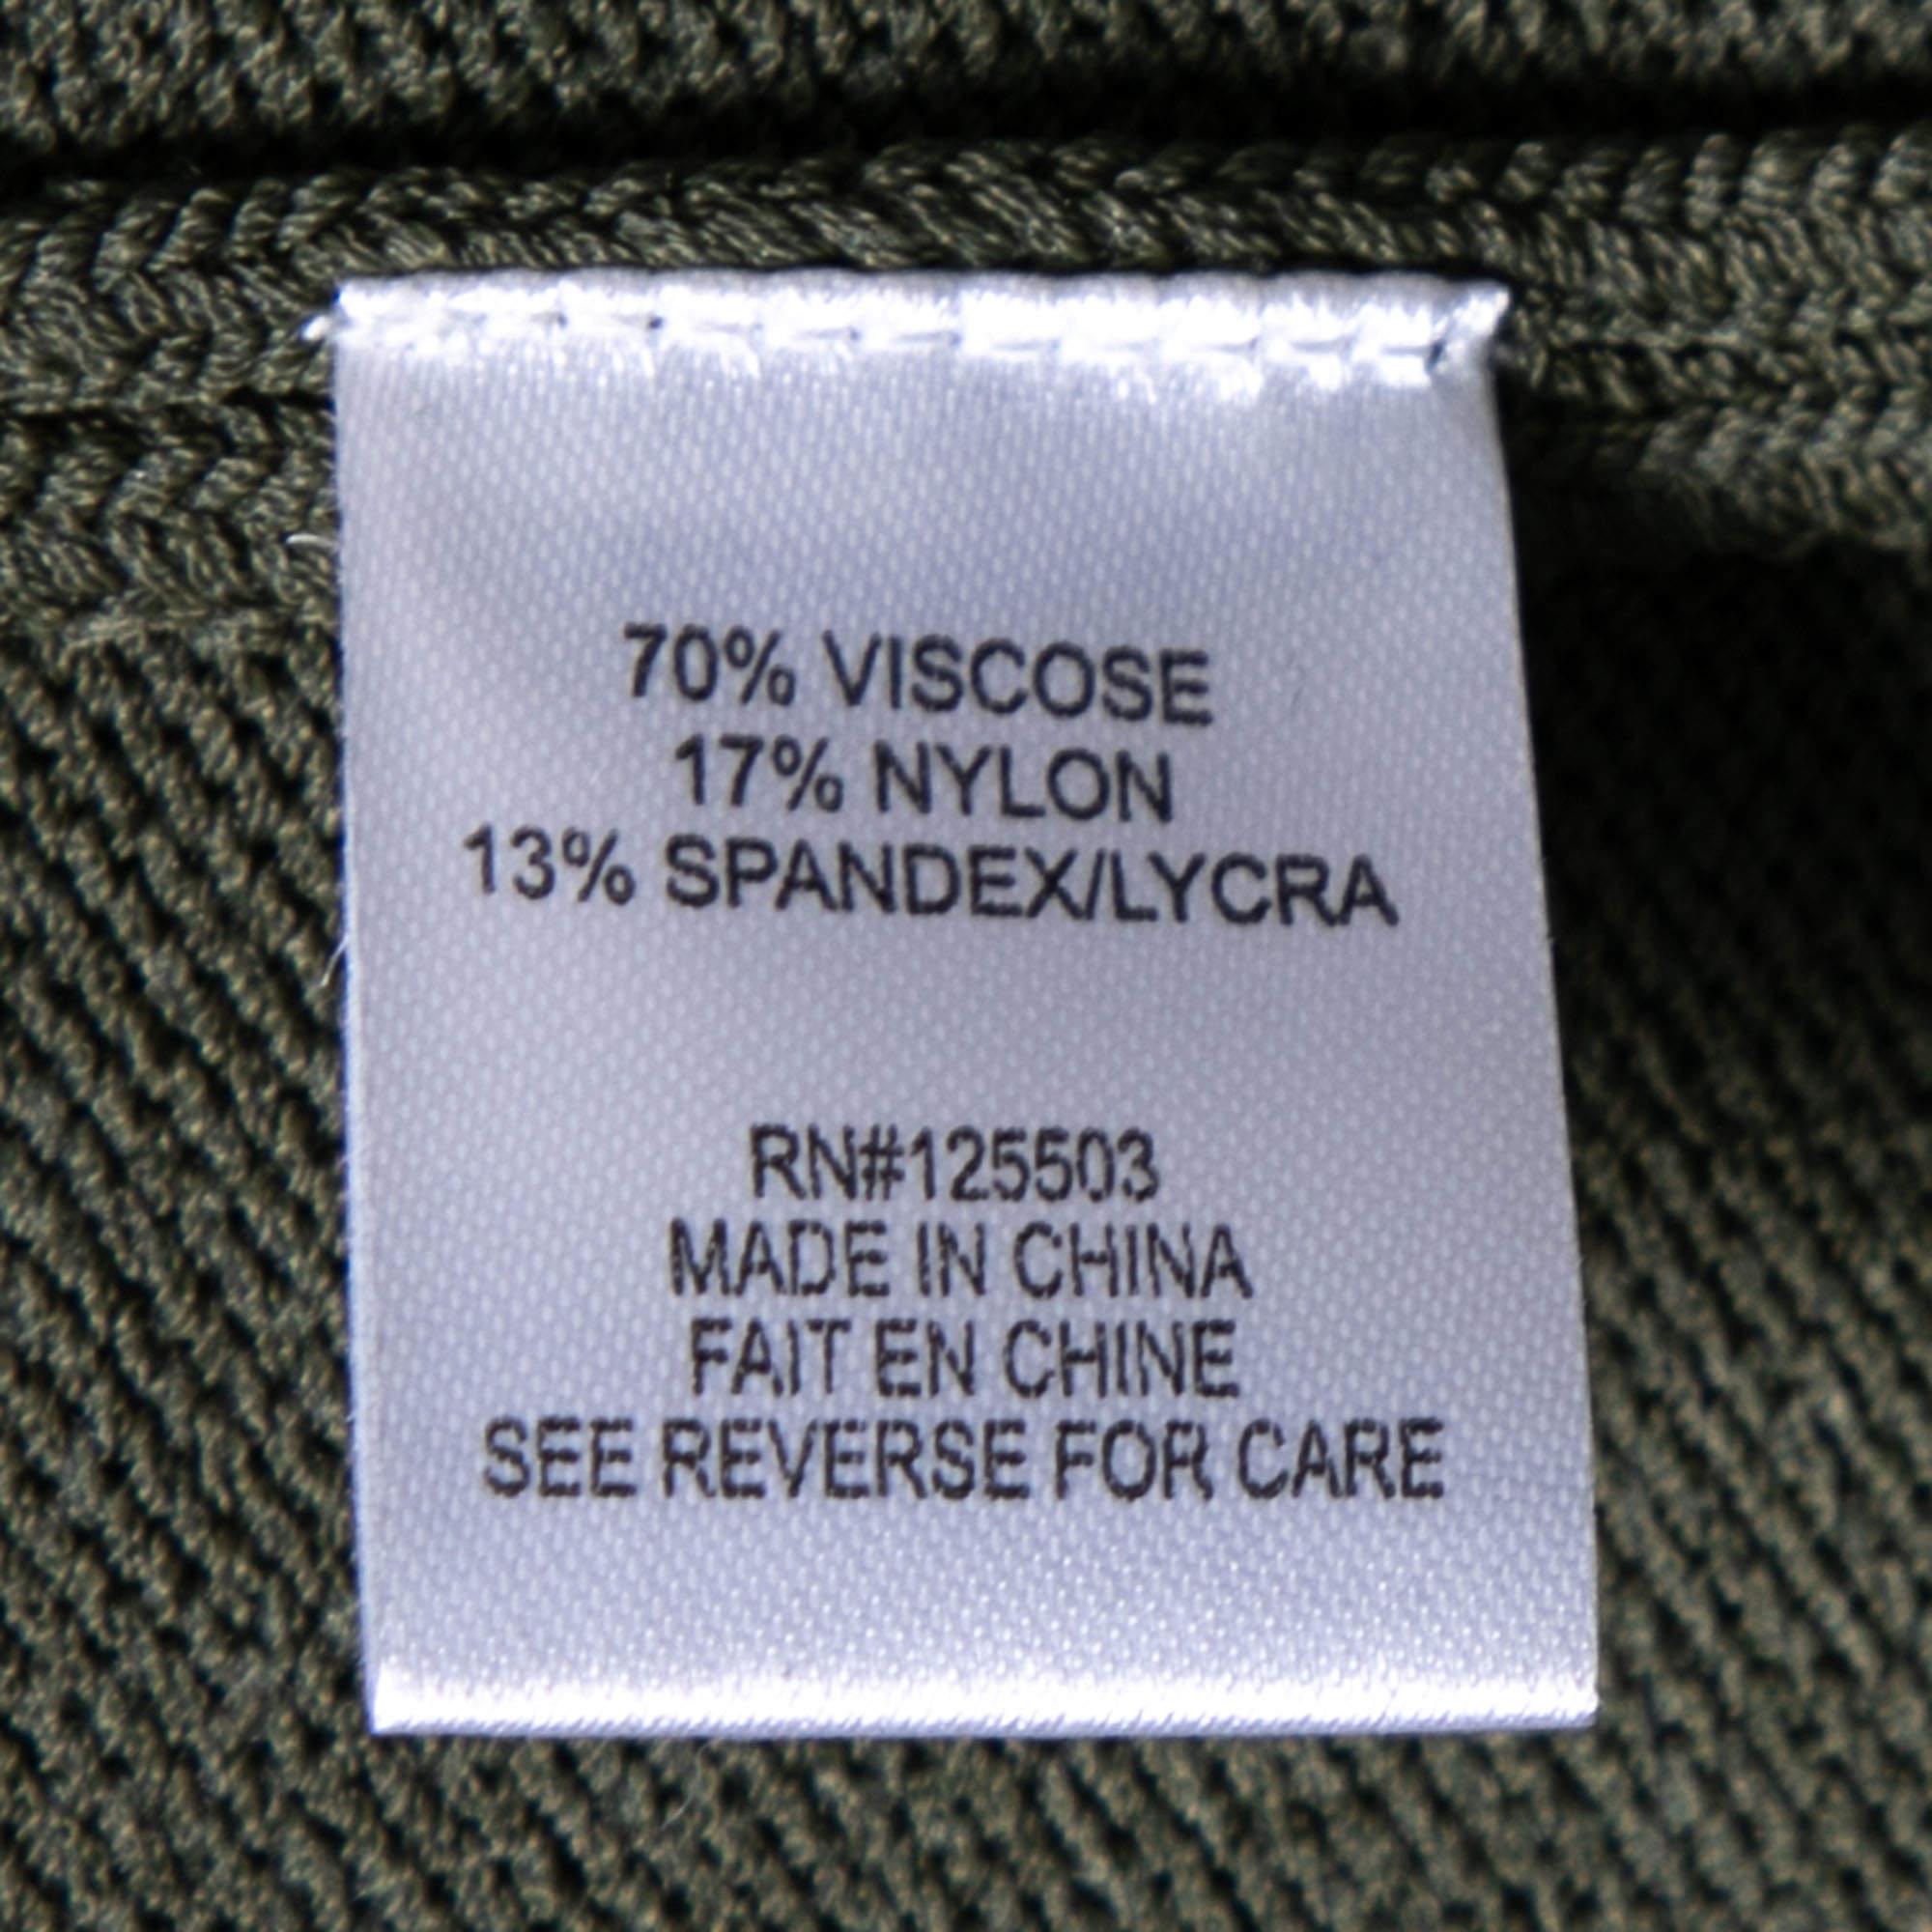 70% VISCOSE
17% NYLON
13% SPANDEX/LYCRA
RN#125503
MADE IN CHINA
FAIT EN CHINE
SEE REVERSE FOR CARE